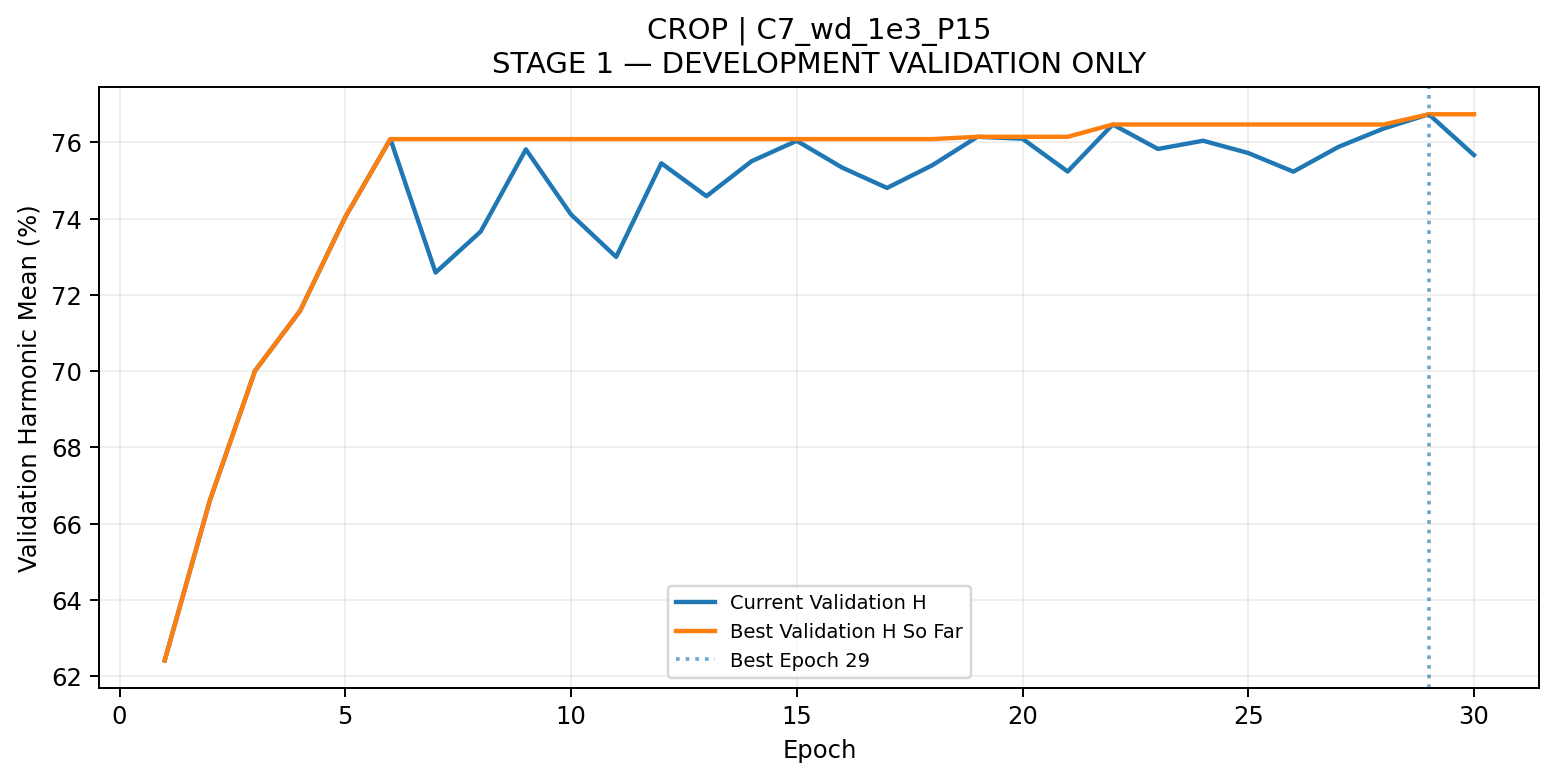 CROP | C7_wd_1e3_P15
STAGE 1 — DEVELOPMENT VALIDATION ONLY
Validation Harmonic Mean (%)
76
74
72
70
68
66
64
62
Current Validation H
Best Validation H So Far
Best Epoch 29
0 5 10 15 20 25 30
Epoch